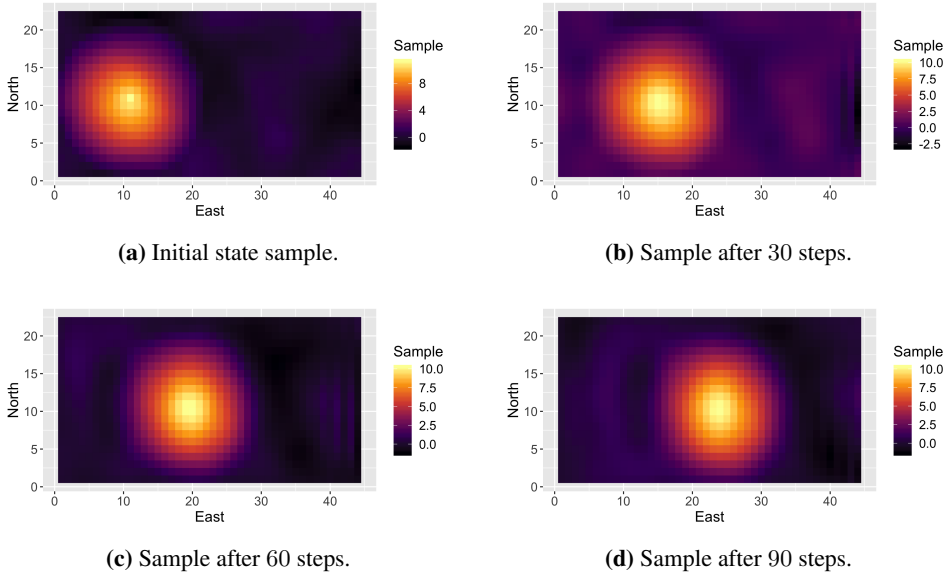 Sample
8
4
0
North
20
15
10
5
0
0 10 20 30 40
East
(a) Initial state sample.
Sample
10.0
7.5
5.0
2.5
0.0
-2.5
North
20
15
10
5
0
0 10 20 30 40
East
(b) Sample after 30 steps.
Sample
10.0
7.5
5.0
2.5
0.0
North
20
15
10
5
0
0 10 20 30 40
East
(c) Sample after 60 steps.
Sample
10.0
7.5
5.0
2.5
0.0
North
20
15
10
5
0
0 10 20 30 40
East
(d) Sample after 90 steps.